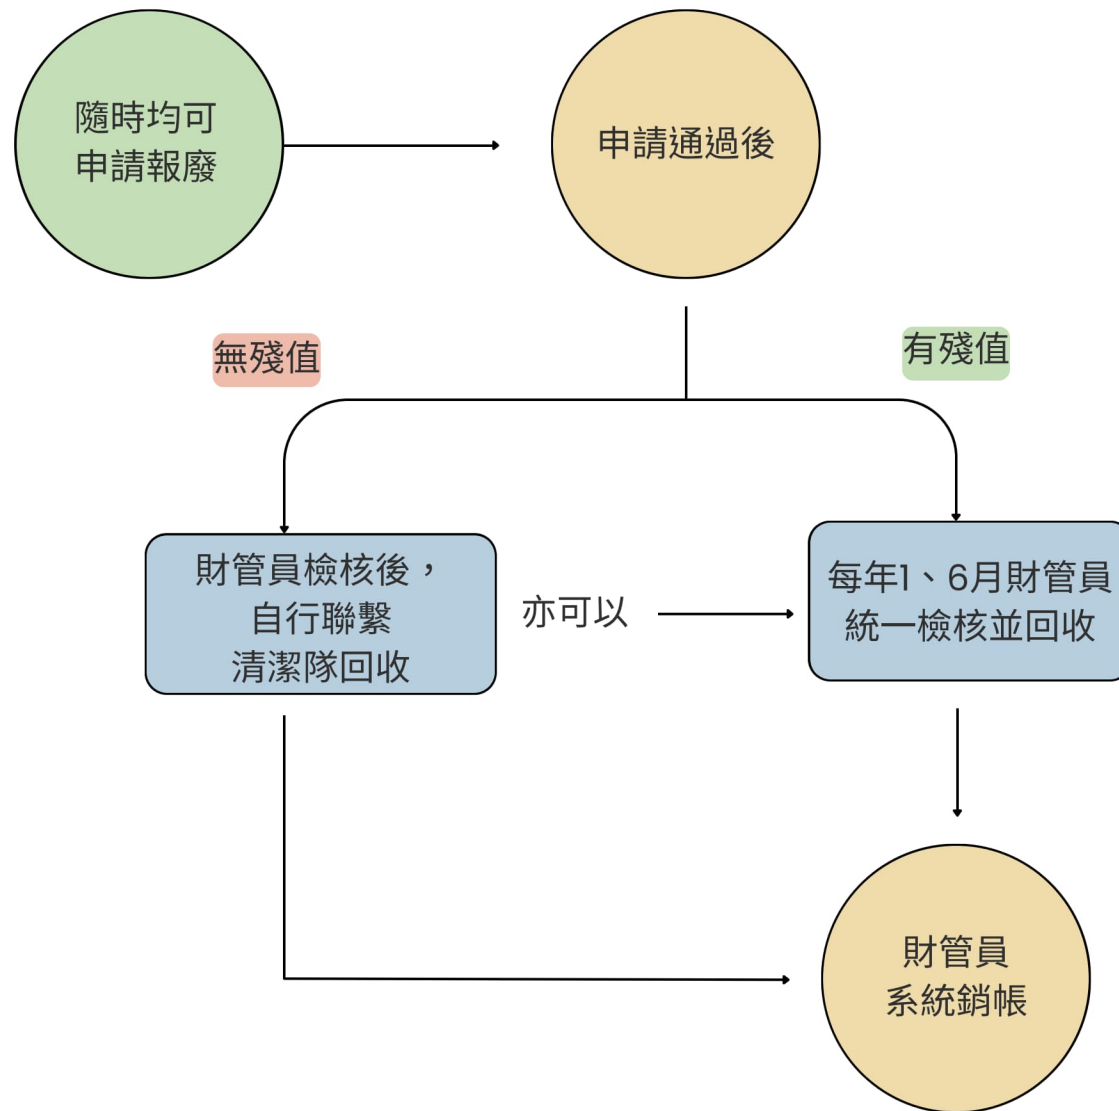 隨時均可
申請報廢
申請通過後
無殘值
有殘值
財管員檢核後，
自行聯繫
清潔隊回收
亦可以
每年1、6月財管員
統一檢核並回收
財管員
系統銷帳